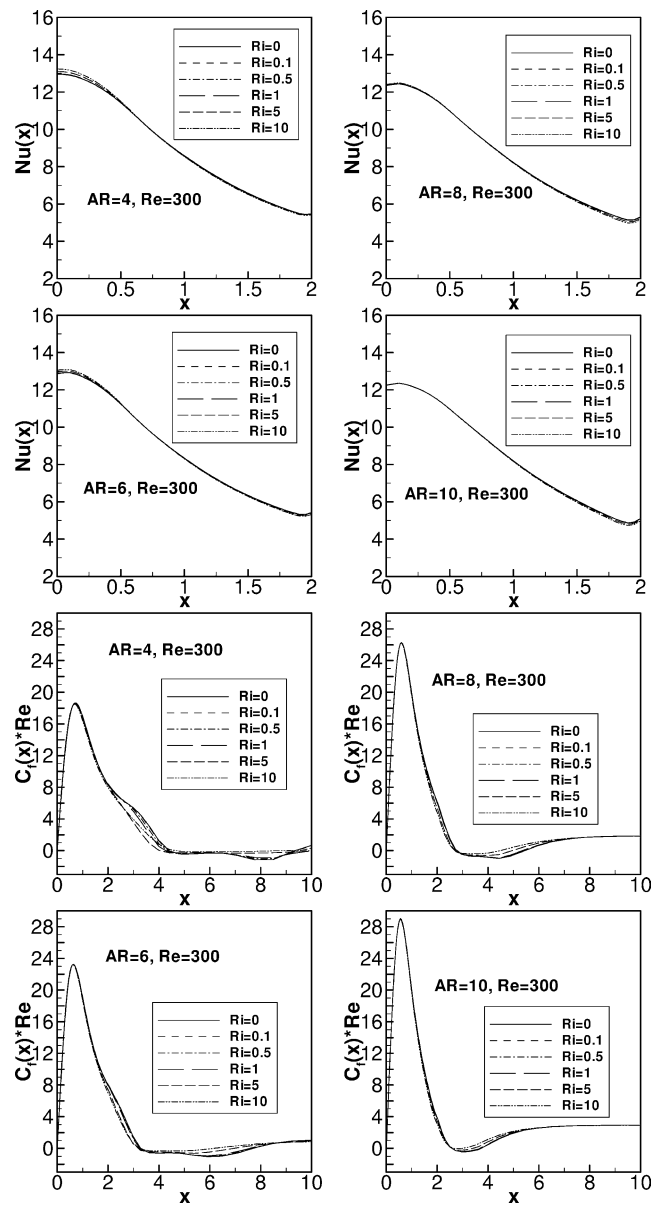 16
14
12
10
8
6
4
2
Nu(x)
Ri=0
Ri=0.1
Ri=0.5
Ri=1
Ri=5
Ri=10
AR=4, Re=300
0 0.5 1 1.5 2
x
16
14
12
10
8
6
4
2
Nu(x)
Ri=0
Ri=0.1
Ri=0.5
Ri=1
Ri=5
Ri=10
AR=8, Re=300
0 0.5 1 1.5 2
x
16
14
12
10
8
6
4
2
Nu(x)
Ri=0
Ri=0.1
Ri=0.5
Ri=1
Ri=5
Ri=10
AR=6, Re=300
0 0.5 1 1.5 2
x
16
14
12
10
8
6
4
2
Nu(x)
Ri=0
Ri=0.1
Ri=0.5
Ri=1
Ri=5
Ri=10
AR=10, Re=300
0 0.5 1 1.5 2
x
28
24
20
16
12
8
4
0
Cf(x)*Re
AR=4, Re=300
Ri=0
Ri=0.1
Ri=0.5
Ri=1
Ri=5
Ri=10
0 2 4 6 8 10
x
28
24
20
16
12
8
4
0
Cf(x)*Re
AR=8, Re=300
Ri=0
Ri=0.1
Ri=0.5
Ri=1
Ri=5
Ri=10
0 2 4 6 8 10
x
28
24
20
16
12
8
4
0
Cf(x)*Re
AR=6, Re=300
Ri=0
Ri=0.1
Ri=0.5
Ri=1
Ri=5
Ri=10
0 2 4 6 8 10
x
28
24
20
16
12
8
4
0
Cf(x)*Re
AR=10, Re=300
Ri=0
Ri=0.1
Ri=0.5
Ri=1
Ri=5
Ri=10
0 2 4 6 8 10
x